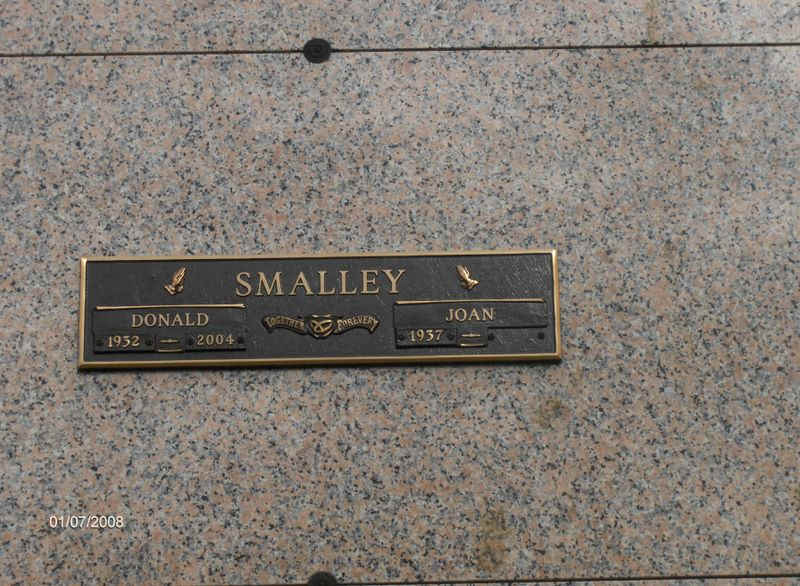 SMALLEY
DONALD
1932 2004
TOGETHER FOREVER
JOAN
1937
01/07/2008